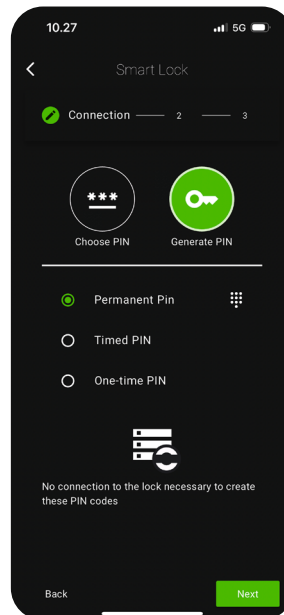 10.27 5G
Smart Lock
Connection 2 3
***
Choose PIN Generate PIN
Permanent Pin
Timed PIN
One-time PIN
No connection to the lock necessary to create
these PIN codes
Back Next